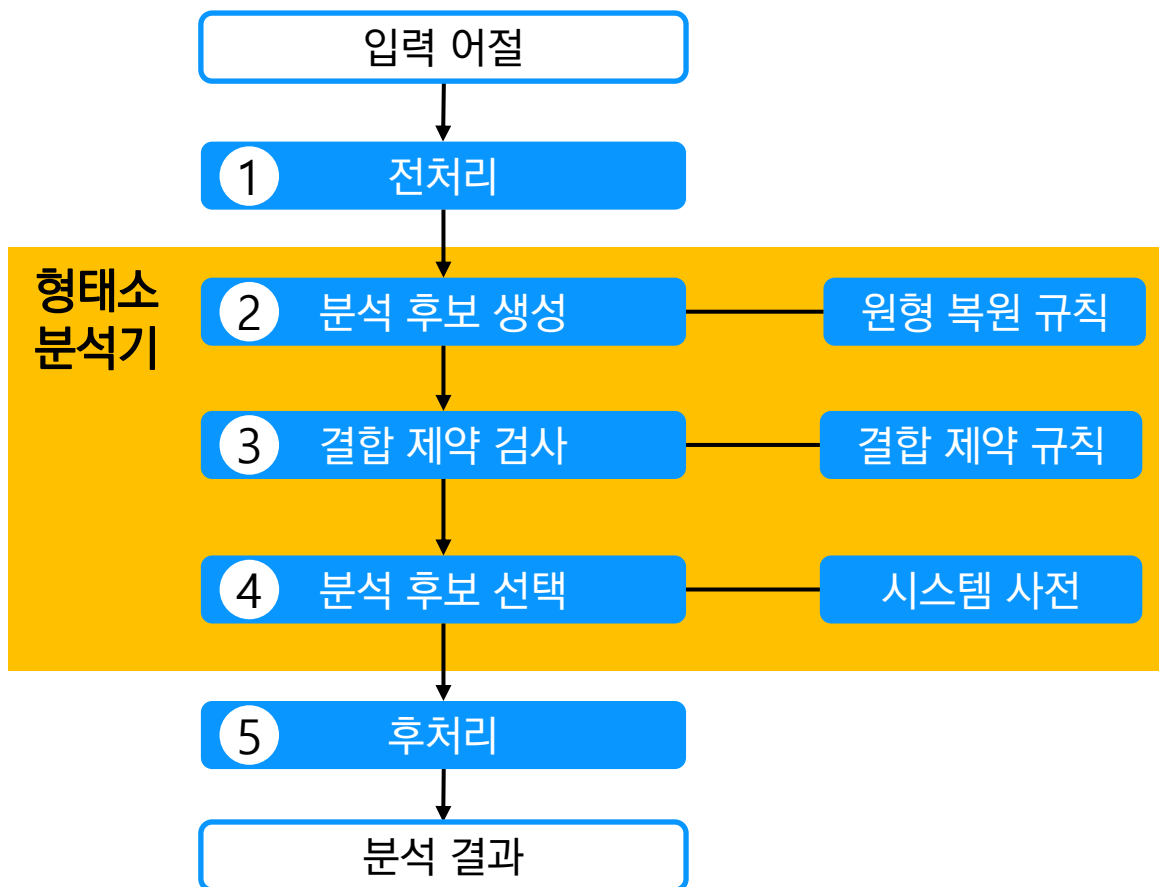 입력 어절
1 전처리
형태소
분석기
2 분석 후보 생성 원형 복원 규칙
3 결합 제약 검사 결합 제약 규칙
4 분석 후보 선택 시스템 사전
5 후처리
분석 결과